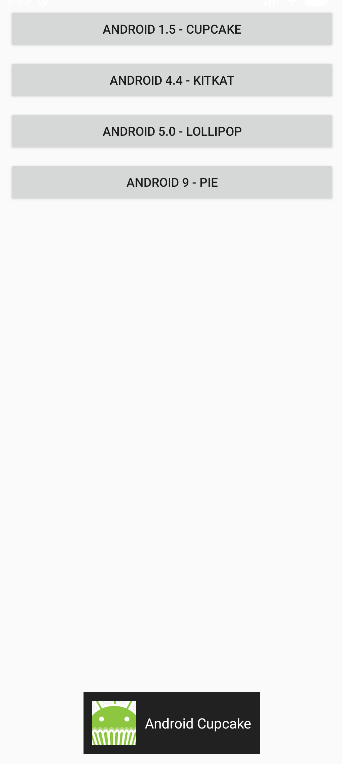 ANDROID 1.5 - CUPCAKE
ANDROID 4.4 - KITKAT
ANDROID 5.0 - LOLLIPOP
ANDROID 9 - PIE
Android Cupcake